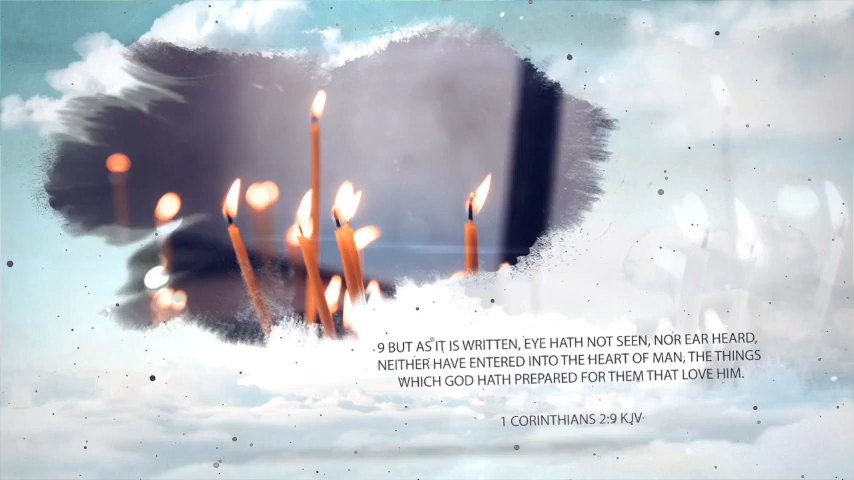 9 BUT AS IT IS WRITTEN, EYE HATH NOT SEEN, NOR EAR HEARD,
NEITHER HAVE ENTERED INTO THE HEART OF MAN, THE THINGS
WHICH GOD HATH PREPARED FOR THEM THAT LOVE HIM.
1 CORINTHIANS 2:9 KJV